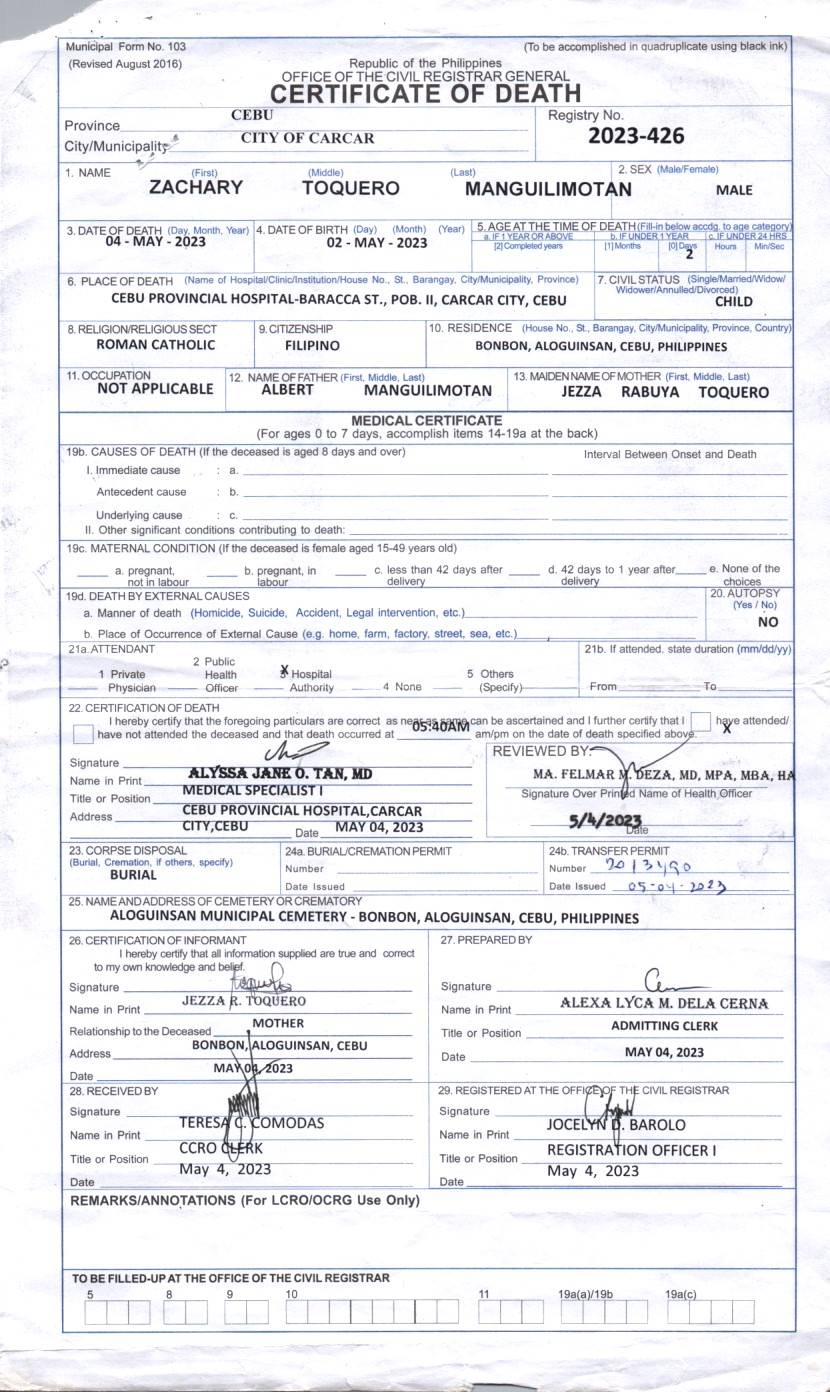 Municipal Form No. 103
(Revised August 2016)
(To be accomplished in quadruplicate using black ink)
Republic of the Philippines
OFFICE OF THE CIVIL REGISTRAR GENERAL
CERTIFICATE OF DEATH
Province CEBU
City/Municipality CITY OF CARCAR
Registry No.
2023-426
1. NAME (First) (Middle) (Last)
ZACHARY TOQUERO MANGUILIMOTAN
2. SEX (Male/Female)
MALE
3. DATE OF DEATH (Day, Month, Year)
04 - MAY - 2023
4. DATE OF BIRTH (Day) (Month) (Year)
02 - MAY - 2023
5. AGE AT THE TIME OF DEATH (Fill-in below accdg. to age category)
a. IF 1 YEAR OR ABOVE b. IF UNDER 1 YEAR c. IF UNDER 24 HRS
[2] Completed years [1] Months [0] Days Hours Min/Sec
2
6. PLACE OF DEATH (Name of Hospital/Clinic/Institution/House No., St., Barangay, City/Municipality, Province)
CEBU PROVINCIAL HOSPITAL-BARACCA ST., POB. II, CARCAR CITY, CEBU
7. CIVIL STATUS (Single/Married/Widow/
Widower/Annulled/Divorced)
CHILD
8. RELIGION/RELIGIOUS SECT
ROMAN CATHOLIC
9. CITIZENSHIP
FILIPINO
10. RESIDENCE (House No., St., Barangay, City/Municipality, Province, Country)
BONBON, ALOGUINSAN, CEBU, PHILIPPINES
11. OCCUPATION
NOT APPLICABLE
12. NAME OF FATHER (First, Middle, Last)
ALBERT MANGUILIMOTAN
13. MAIDEN NAME OF MOTHER (First, Middle, Last)
JEZZA RABUYA TOQUERO
MEDICAL CERTIFICATE
(For ages 0 to 7 days, accomplish items 14-19a at the back)
19b. CAUSES OF DEATH (If the deceased is aged 8 days and over)
Interval Between Onset and Death
I. Immediate cause : a.
Antecedent cause : b.
Underlying cause : c.
II. Other significant conditions contributing to death:
19c. MATERNAL CONDITION (If the deceased is female aged 15-49 years old)
a. pregnant, b. pregnant, in c. less than 42 days after d. 42 days to 1 year after e. None of the
not in labour labour delivery delivery choices
19d. DEATH BY EXTERNAL CAUSES
a. Manner of death (Homicide, Suicide, Accident, Legal intervention, etc.)
b. Place of Occurrence of External Cause (e.g. home, farm, factory, street, sea, etc.)
20. AUTOPSY
(Yes / No)
NO
21a. ATTENDANT
1 Private
Physician
2 Public
Health
Officer
X Hospital
Authority
4 None
5 Others
(Specify)
21b. If attended, state duration (mm/dd/yy)
From To
22. CERTIFICATION OF DEATH
I hereby certify that the foregoing particulars are correct as near as same can be ascertained and I further certify that I have attended/
X
have not attended the deceased and that death occurred at 05:40AM am/pm on the date of death specified above.
Signature
Name in Print ALYSSA JANE O. TAN, MD
Title or Position MEDICAL SPECIALIST I
Address CEBU PROVINCIAL HOSPITAL,CARCAR
CITY,CEBU Date MAY 04, 2023
REVIEWED BY:
MA. FELMAR M. DEZA, MD, MPA, MBA, HA
Signature Over Printed Name of Health Officer
5/4/2023
Date
23. CORPSE DISPOSAL
(Burial, Cremation, if others, specify)
BURIAL
24a. BURIAL/CREMATION PERMIT
Number
Date Issued
24b. TRANSFER PERMIT
Number
Date Issued 05-04-2023
25. NAME AND ADDRESS OF CEMETERY OR CREMATORY
ALOGUINSAN MUNICIPAL CEMETERY - BONBON, ALOGUINSAN, CEBU, PHILIPPINES
26. CERTIFICATION OF INFORMANT
I hereby certify that all information supplied are true and correct
to my own knowledge and belief.
Signature
Name in Print JEZZA R. TOQUERO
Relationship to the Deceased MOTHER
Address BONBON, ALOGUINSAN, CEBU
Date MAY 04, 2023
27. PREPARED BY
Signature
Name in Print ALEXA LYCA M. DELA CERNA
Title or Position ADMITTING CLERK
Date MAY 04, 2023
28. RECEIVED BY
Signature
Name in Print TERESA C. COMODAS
Title or Position CCRO CLERK
Date May 4, 2023
29. REGISTERED AT THE OFFICE OF THE CIVIL REGISTRAR
Signature
Name in Print JOCELYN D. BAROLO
Title or Position REGISTRATION OFFICER I
Date May 4, 2023
REMARKS/ANNOTATIONS (For LCRO/OCRG Use Only)
TO BE FILLED-UP AT THE OFFICE OF THE CIVIL REGISTRAR
5 8 9 10 11 19a(a)/19b 19a(c)